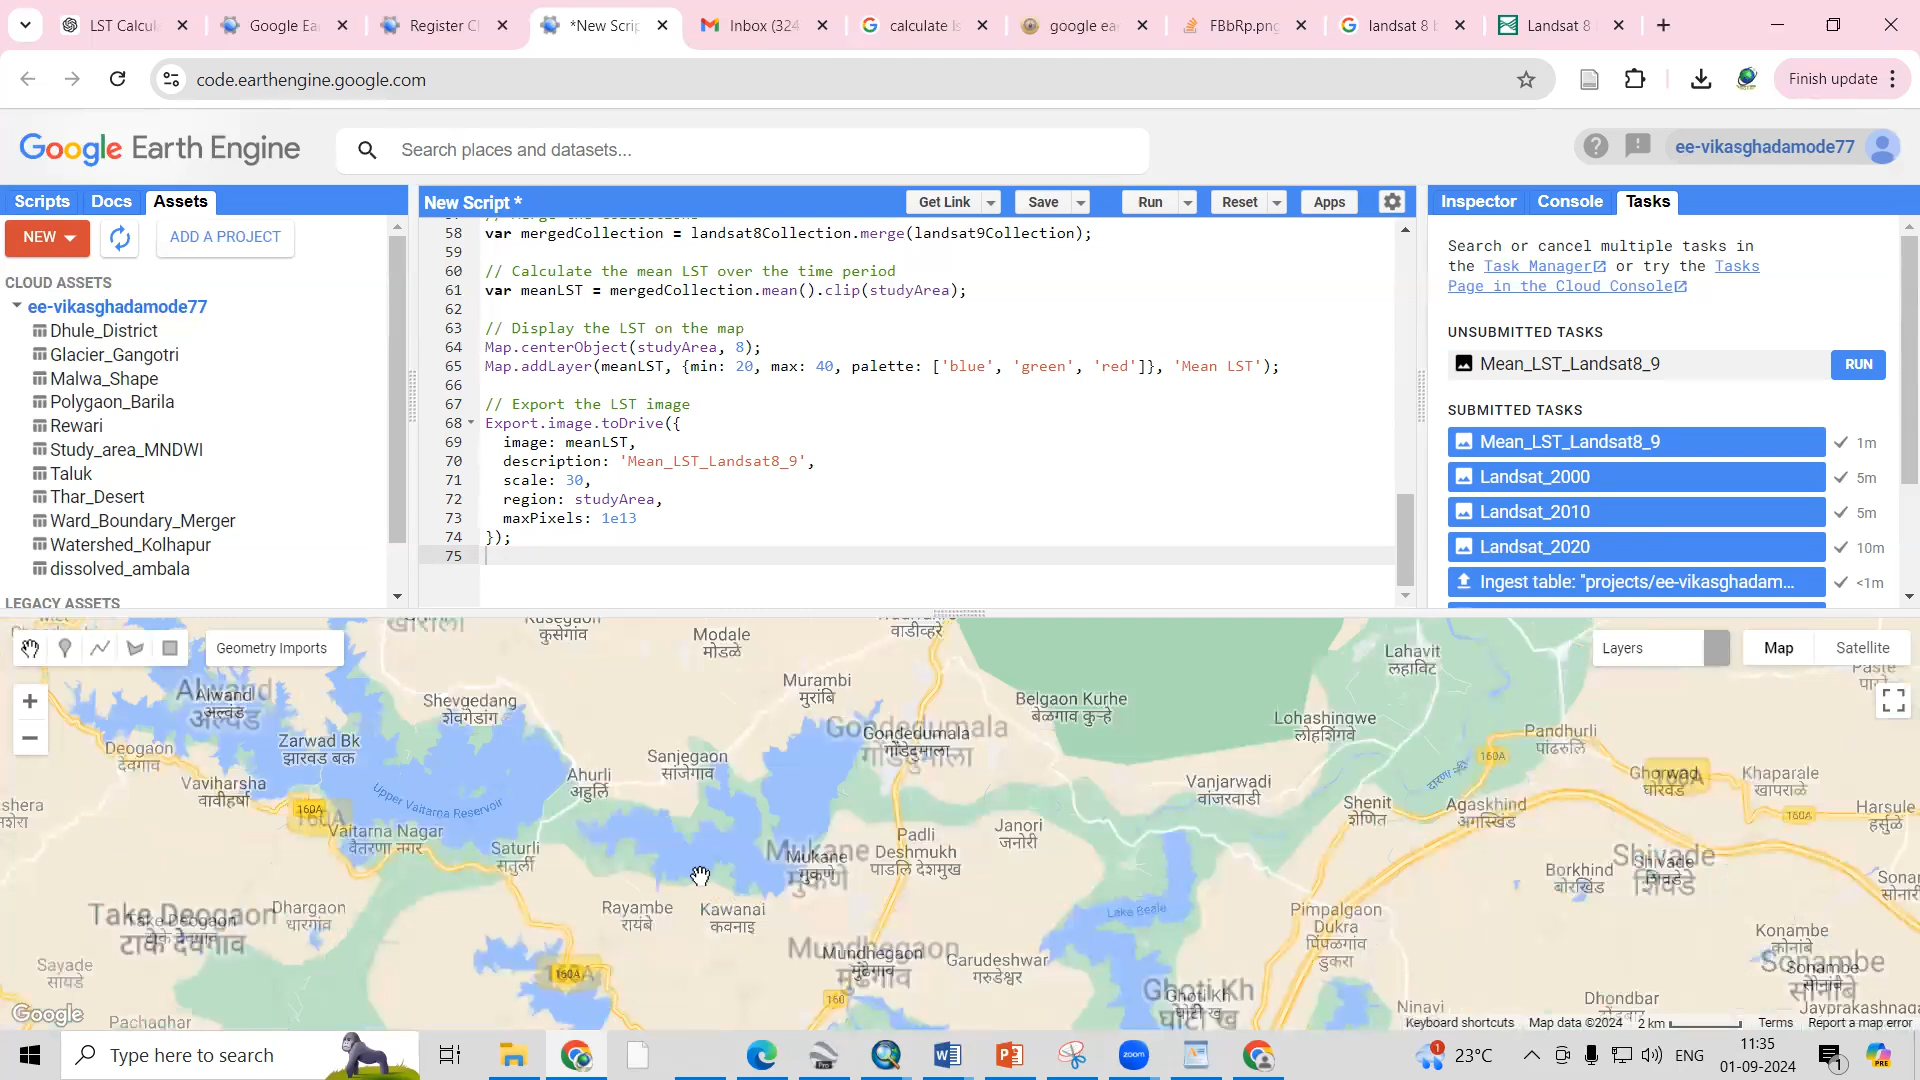 LST Calcul
Google Ea
Register C
*New Scrip
Inbox (324
calculate ls
google ea
FBbRp.png
landsat 8 b
Landsat 8
code.earthengine.google.com
Finish update
Google Earth Engine
Search places and datasets...
ee-vikasghadamode77
Scripts
Docs
Assets
NEW
ADD A PROJECT
CLOUD ASSETS
ee-vikasghadamode77
Dhule_District
Glacier_Gangotri
Malwa_Shape
Polygaon_Barila
Rewari
Study_area_MNDWI
Taluk
Thar_Desert
Ward_Boundary_Merger
Watershed_Kolhapur
dissolved_ambala
LEGACY ASSETS
New Script *
Get Link
Save
Run
Reset
Apps
58 var mergedCollection = landsat8Collection.merge(landsat9Collection);
59
60 // Calculate the mean LST over the time period
61 var meanLST = mergedCollection.mean().clip(studyArea);
62
63 // Display the LST on the map
64 Map.centerObject(studyArea, 8);
65 Map.addLayer(meanLST, {min: 20, max: 40, palette: ['blue', 'green', 'red']}, 'Mean LST');
66
67 // Export the LST image
68 Export.image.toDrive({
69 image: meanLST,
70 description: 'Mean_LST_Landsat8_9',
71 scale: 30,
72 region: studyArea,
73 maxPixels: 1e13
74 });
75
Inspector
Console
Tasks
Search or cancel multiple tasks in
the Task Manager or try the Tasks
Page in the Cloud Console
UNSUBMITTED TASKS
Mean_LST_Landsat8_9
RUN
SUBMITTED TASKS
Mean_LST_Landsat8_9 1m
Landsat_2000 5m
Landsat_2010 5m
Landsat_2020 10m
Ingest table: "projects/ee-vikasghadam... <1m
Geometry Imports
Layers
Map
Satellite
कुसेगांव
Modale
मोडळे
वाडीव्हरे
Lahavit
लहाविट
Alwand
अल्वंड
Shevgedang
शेवगेडांग
Murambi
मुरांबि
Belgaon Kurhe
बेळगाव कुऱ्हे
Gondedumala
गोंडेदुमाला
Lohashingwe
लोहशिंगवे
Pandhurli
पांढरुलि
Deogaon
देवगाव
Zarwad Bk
झारवड बक
Sanjegaon
सांजेगाव
160A
Vaviharsha
वावीहर्षा
Ahurli
अहुर्लि
Vanjarwadi
वांजरवाडी
Ghorwad
घोरवड
Khaparale
खापराळे
Upper Vaitarna Reservoir
160A
160A
Shenit
शेणित
Agaskhind
अगस्खिंड
160A
Harsule
Vaitarna Nagar
वैतरणा नगर
Saturli
सतुर्ली
Padli
Deshmukh
पाडलि देशमुख
Janori
जनोरी
Mukane
मुकणे
Borkhind
बोरखिंड
Shivade
शिवडे
Take Deogaon
टाके देवगाव
Dhargaon
धारगांव
Rayambe
रायंबे
Kawanai
कवनाइ
Lake Beale
Pimpalgaon
Dukra
पिंपळगांव
डुकरा
Konambe
कोनांबे
Sayade
सायडे
160A
Mundhegaon
मुंढेगाव
Garudeshwar
गरुडेश्वर
Sonambe
सोनांबे
Ghoti Kh
घोटी खु
160
Pachaghar
Ninavi
Dhondbar
Google
Keyboard shortcuts
Map data ©2024
2 km
Terms
Report a map error
Type here to search
23°C
ENG
11:35
01-09-2024